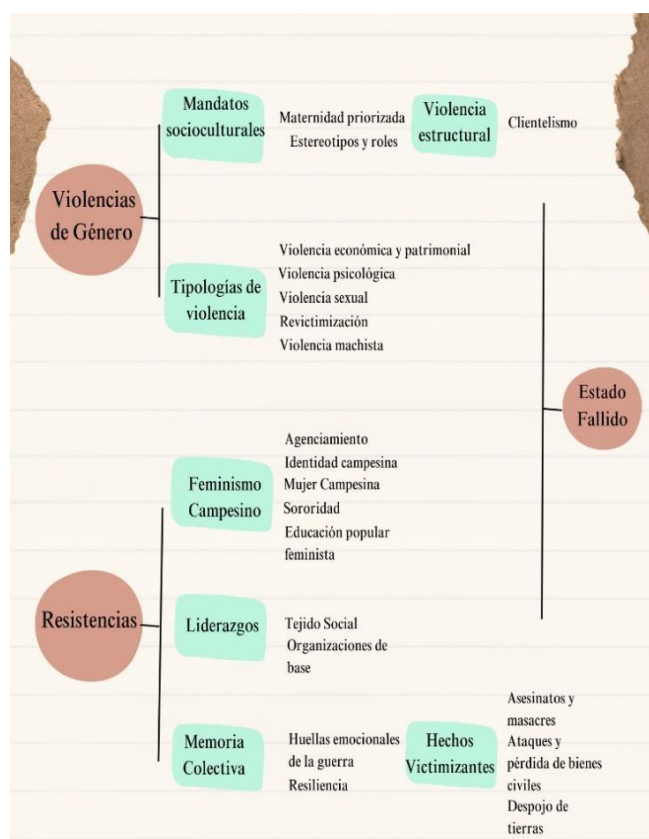 Violencias
de Género
Mandatos
socioculturales
Maternidad priorizada
Estereotipos y roles
Violencia
estructural
Clientelismo
Tipologías de
violencia
Violencia económica y patrimonial
Violencia psicológica
Violencia sexual
Revictimización
Violencia machista
Estado
Fallido
Resistencias
Feminismo
Campesino
Agenciamiento
Identidad campesina
Mujer Campesina
Sororidad
Educación popular
feminista
Liderazgos
Tejido Social
Organizaciones de
base
Memoria
Colectiva
Huellas emocionales
de la guerra
Resiliencia
Hechos
Victimizantes
Asesinatos y
masacres
Ataques y
pérdida de bienes
civiles
Despojo de
tierras